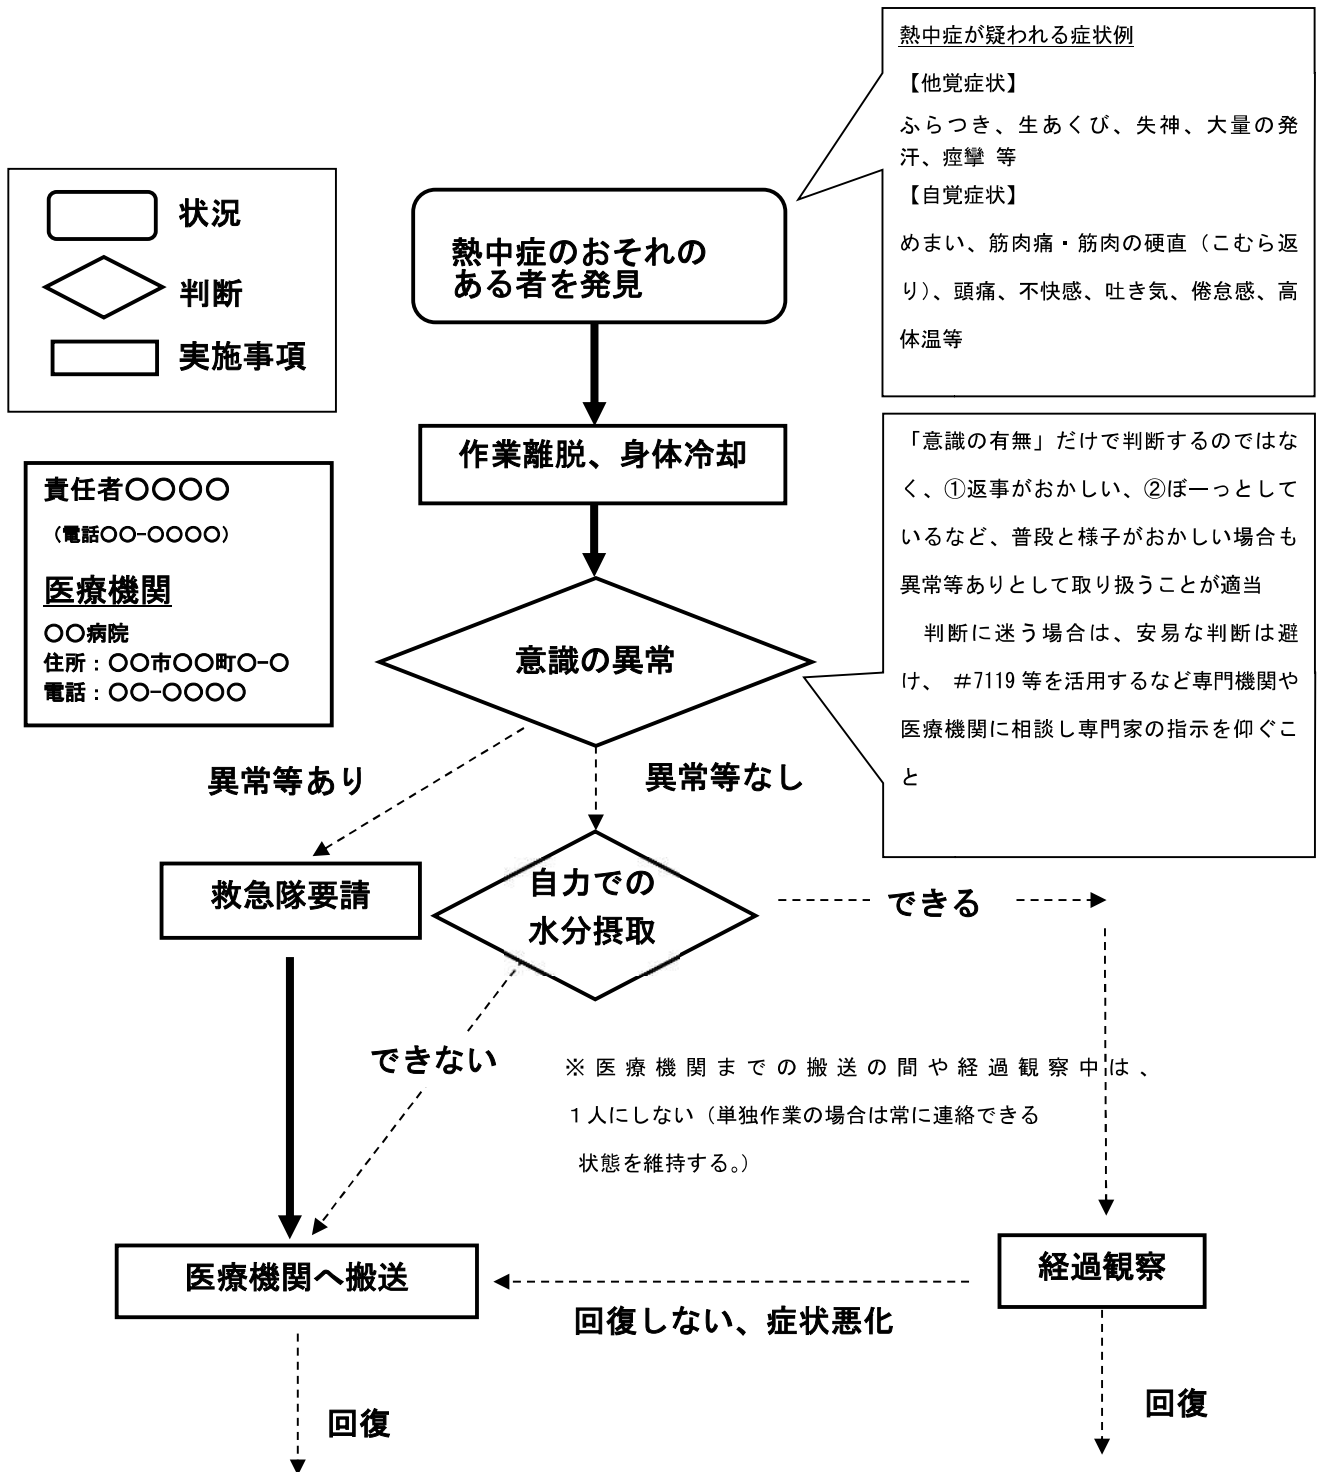 熱中症が疑われる症状例
【他覚症状】
ふらつき、生あくび、失神、大量の発
汗、痙攣 等
【自覚症状】
めまい、筋肉痛・筋肉の硬直（こむら返
り）、頭痛、不快感、吐き気、倦怠感、高
体温等
状況
判断
実施事項
熱中症のおそれの
ある者を発見
作業離脱、身体冷却
責任者〇〇〇〇
（電話〇〇-〇〇〇〇）
医療機関
〇〇病院
住所：〇〇市〇〇町〇-〇
電話：〇〇-〇〇〇〇
「意識の有無」だけで判断するのではな
く、①返事がおかしい、②ぼーっとして
いるなど、普段と様子がおかしい場合も
異常等ありとして取り扱うことが適当
判断に迷う場合は、安易な判断は避
け、 ＃7119 等を活用するなど専門機関や
医療機関に相談し専門家の指示を仰ぐこ
と
意識の異常
異常等あり
異常等なし
救急隊要請
自力での
水分摂取
できる
できない
※医療機関までの搬送の間や経過観察中は、
１人にしない（単独作業の場合は常に連絡できる
状態を維持する。）
医療機関へ搬送
経過観察
回復しない、症状悪化
回復
回復